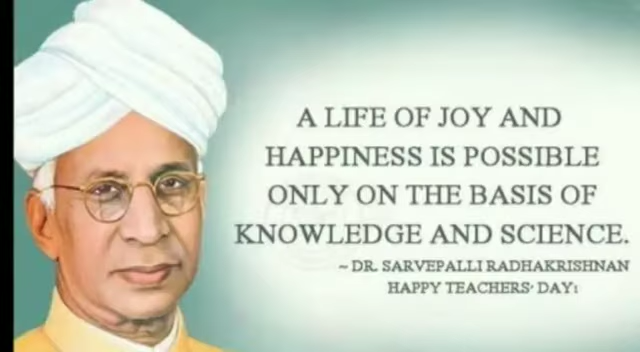 A LIFE OF JOY AND
HAPPINESS IS POSSIBLE
ONLY ON THE BASIS OF
KNOWLEDGE AND SCIENCE.
~ DR. SARVEPALLI RADHAKRISHNAN
HAPPY TEACHERS' DAY: